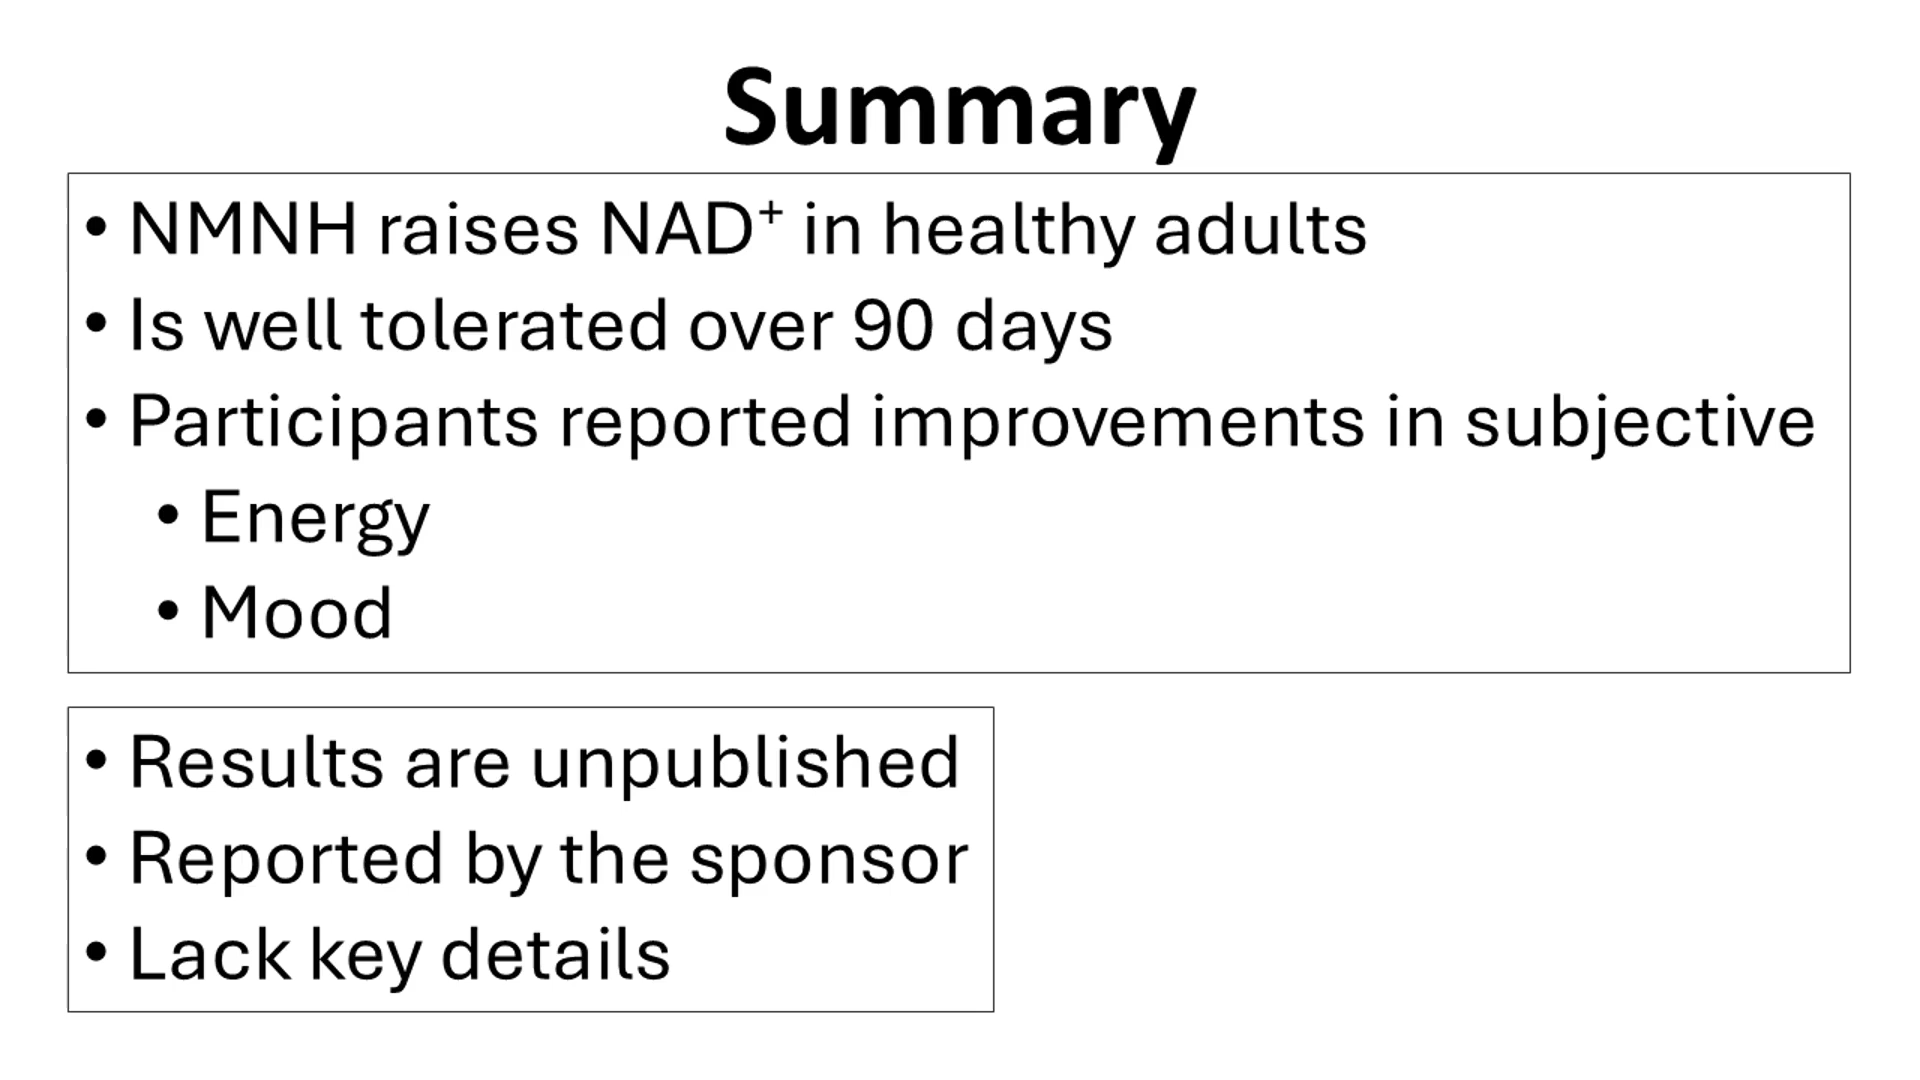 Summary
• NMNH raises NAD⁺ in healthy adults
• Is well tolerated over 90 days
• Participants reported improvements in subjective
• Energy
• Mood
• Results are unpublished
• Reported by the sponsor
• Lack key details